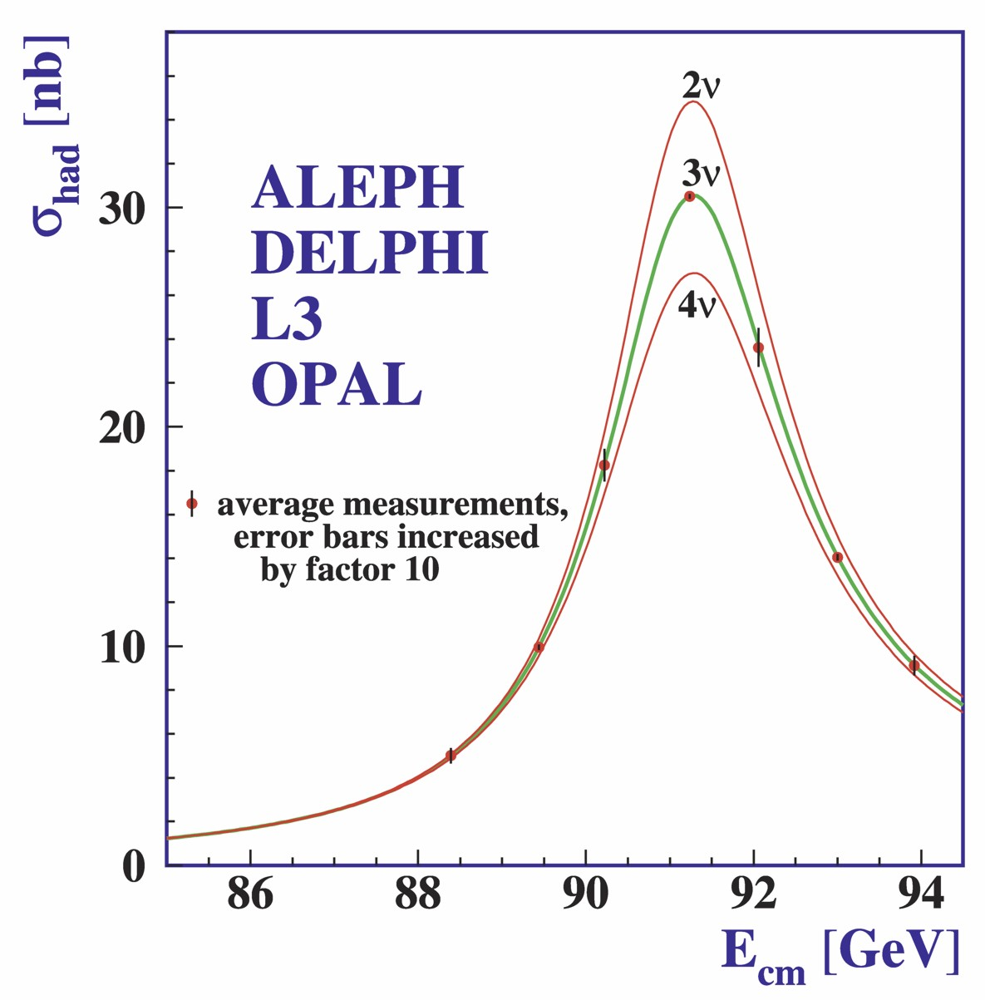 σhad [nb]
2ν
3ν
4ν
ALEPH
DELPHI
L3
OPAL
average measurements,
error bars increased
by factor 10
30
20
10
0
86 88 90 92 94
Ecm [GeV]